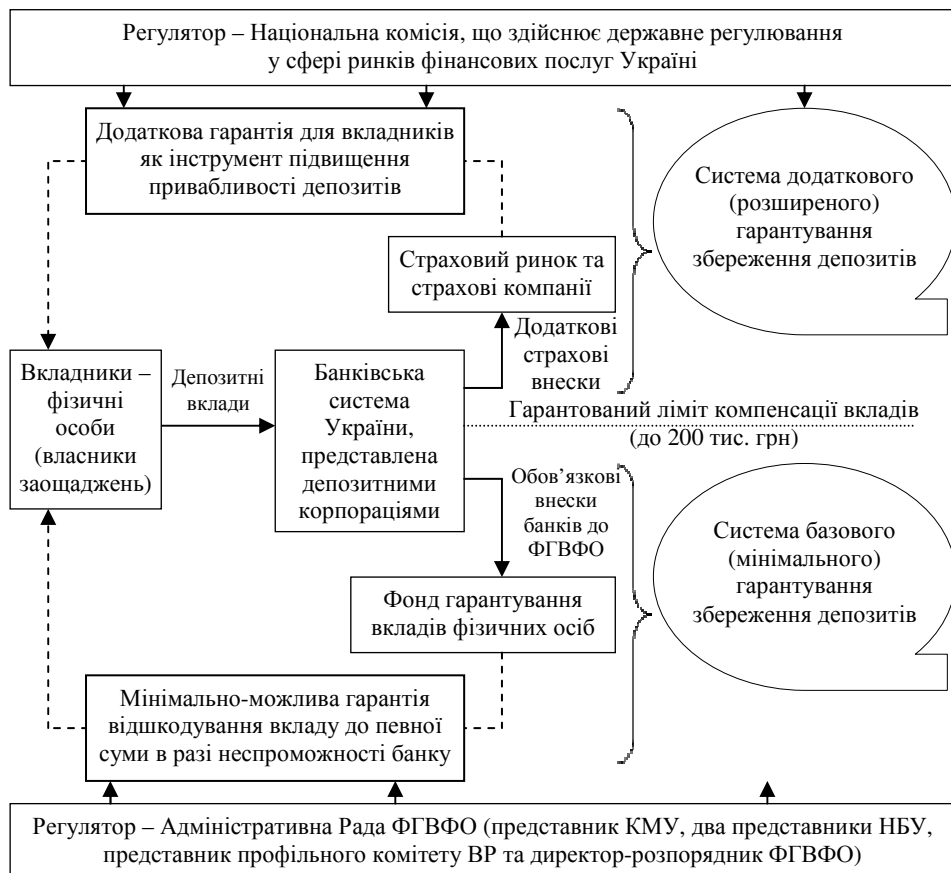 Регулятор – Національна комісія, що здійснює державне регулювання
у сфері ринків фінансових послуг Україні
Додаткова гарантія для вкладників
як інструмент підвищення
привабливості депозитів
Система додаткового
(розширеного)
гарантування
збереження депозитів
Страховий ринок та
страхові компанії
Додаткові
страхові
внески
Вкладники –
фізичні
особи
(власники
заощаджень)
Депозитні
вклади
Банківська
система
України,
представлена
депозитними
корпораціями
Гарантований ліміт компенсації вкладів
(до 200 тис. грн)
Обов’язкові
внески
банків до
ФГВФО
Система базового
(мінімального)
гарантування
збереження депозитів
Фонд гарантування
вкладів фізичних осіб
Мінімально-можлива гарантія
відшкодування вкладу до певної
суми в разі неспроможності банку
Регулятор – Адміністративна Рада ФГВФО (представник КМУ, два представники НБУ,
представник профільного комітету ВР та директор-розпорядник ФГВФО)